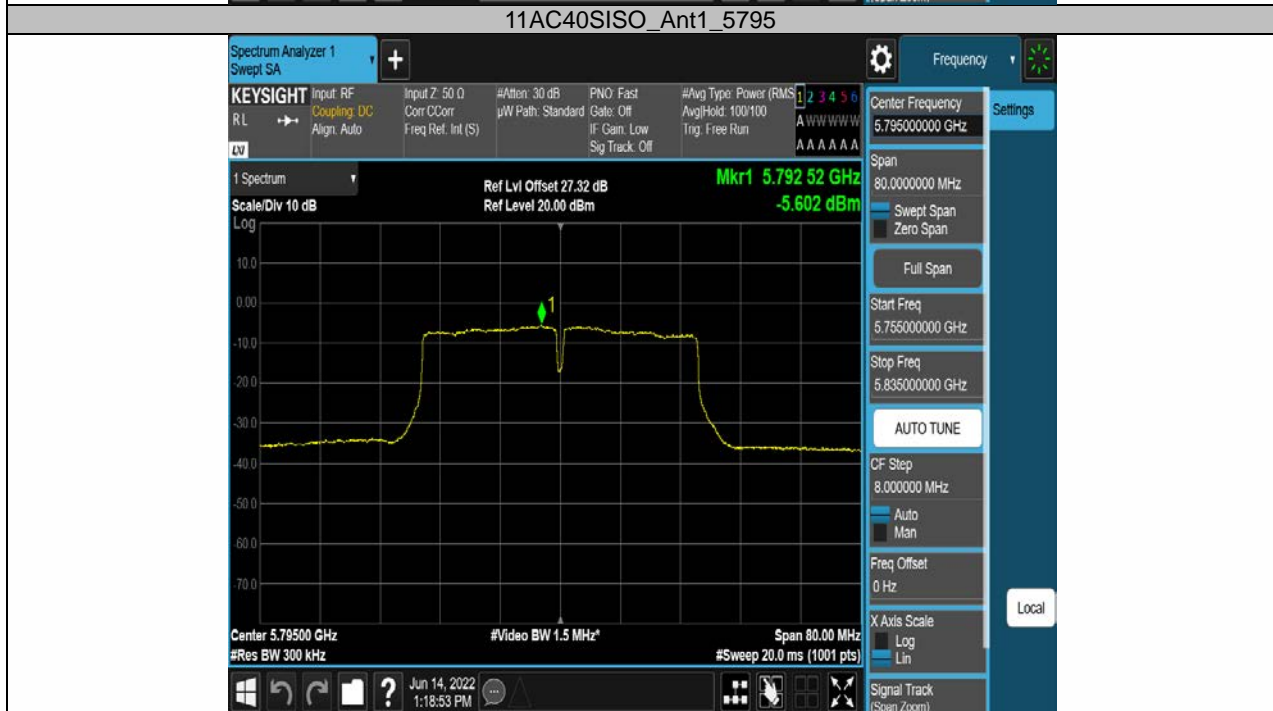 (Span Zoom)
11AC40SISO_Ant1_5795
Spectrum Analyzer 1
Swept SA
+
Frequency
KEYSIGHT
RL
LV
Input: RF
Coupling: DC
Align: Auto
Input Z: 50 Ω
Corr CCorr
Freq Ref: Int (S)
#Atten: 30 dB
µW Path: Standard
PNO: Fast
Gate: Off
IF Gain: Low
Sig Track: Off
#Avg Type: Power (RMS
Avg|Hold: 100/100
Trig: Free Run
1 2 3 4 5 6
A W W W W W
A A A A A A
1 Spectrum
Scale/Div 10 dB
Log
Ref Lvl Offset 27.32 dB
Ref Level 20.00 dBm
Mkr1 5.792 52 GHz
-5.602 dBm
10.0
0.00
-10.0
-20.0
-30.0
-40.0
-50.0
-60.0
-70.0
1
Center 5.79500 GHz
#Res BW 300 kHz
#Video BW 1.5 MHz*
Span 80.00 MHz
#Sweep 20.0 ms (1001 pts)
Center Frequency
5.795000000 GHz
Settings
Span
80.0000000 MHz
Swept Span
Zero Span
Full Span
Start Freq
5.755000000 GHz
Stop Freq
5.835000000 GHz
AUTO TUNE
CF Step
8.000000 MHz
Auto
Man
Freq Offset
0 Hz
X Axis Scale
Log
Lin
Local
Signal Track
(Span Zoom)
?
Jun 14, 2022
1:18:53 PM